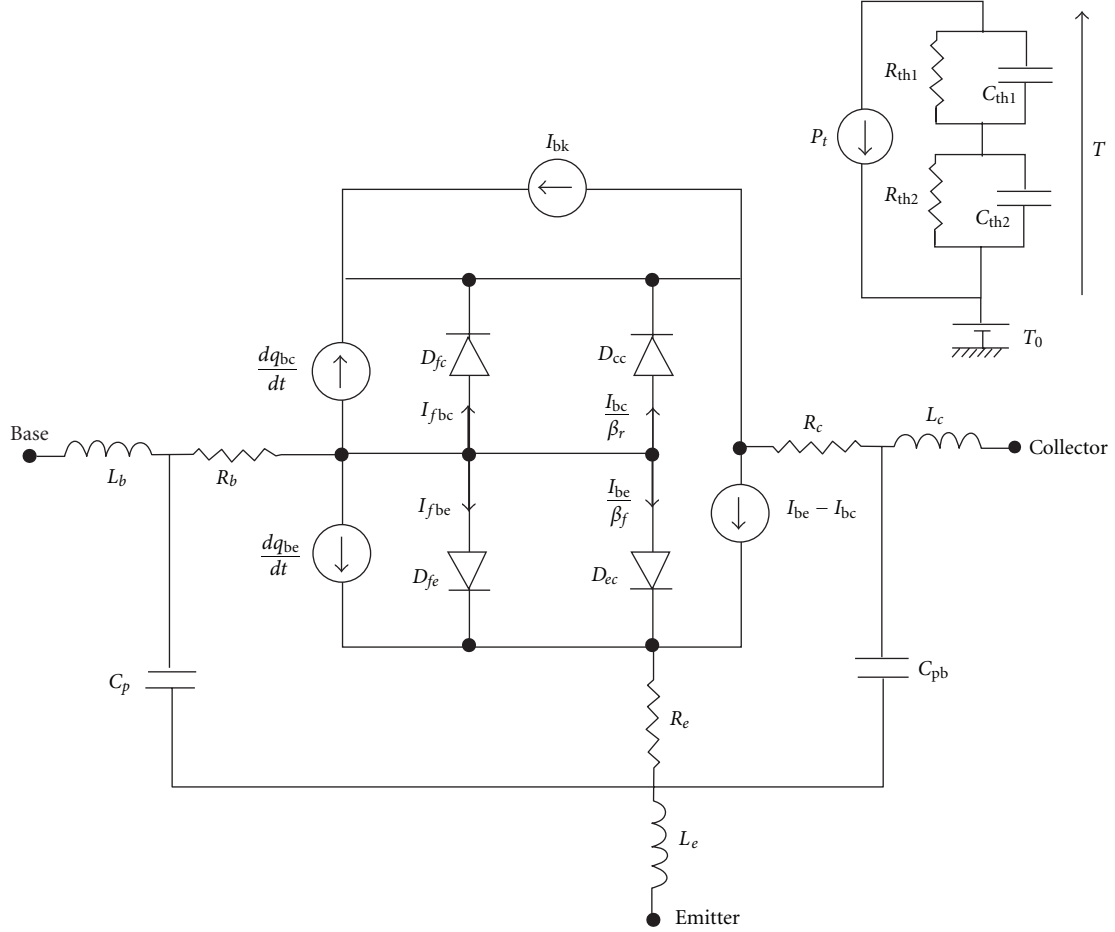 R_th1
C_th1
P_t
T
R_th2
C_th2
T_0
I_bk
dq_bc
dt
D_fc
D_cc
I_fbc
I_bc
β_r
Base
L_b
R_b
R_c
L_c
Collector
I_fbe
I_be
β_f
I_be − I_bc
dq_be
dt
D_fe
D_ec
C_p
C_pb
R_e
L_e
Emitter